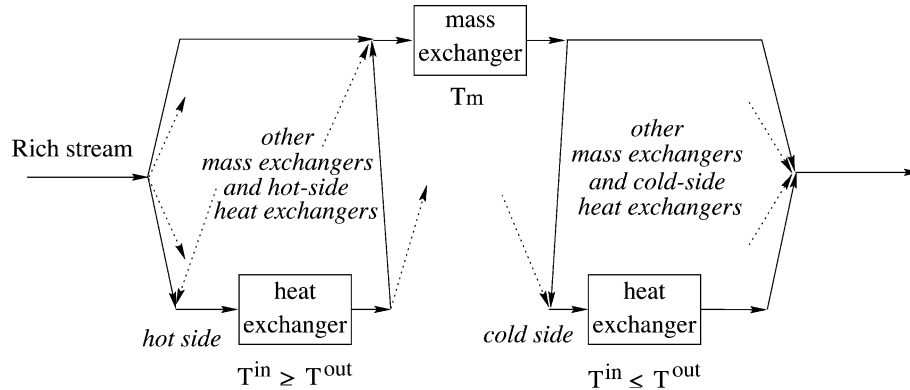 mass
exchanger
Tm
Rich stream
other
mass exchangers
and hot-side
heat exchangers
other
mass exchangers
and cold-side
heat exchangers
heat
exchanger
hot side
T^in ≥ T^out
heat
exchanger
cold side
T^in ≤ T^out